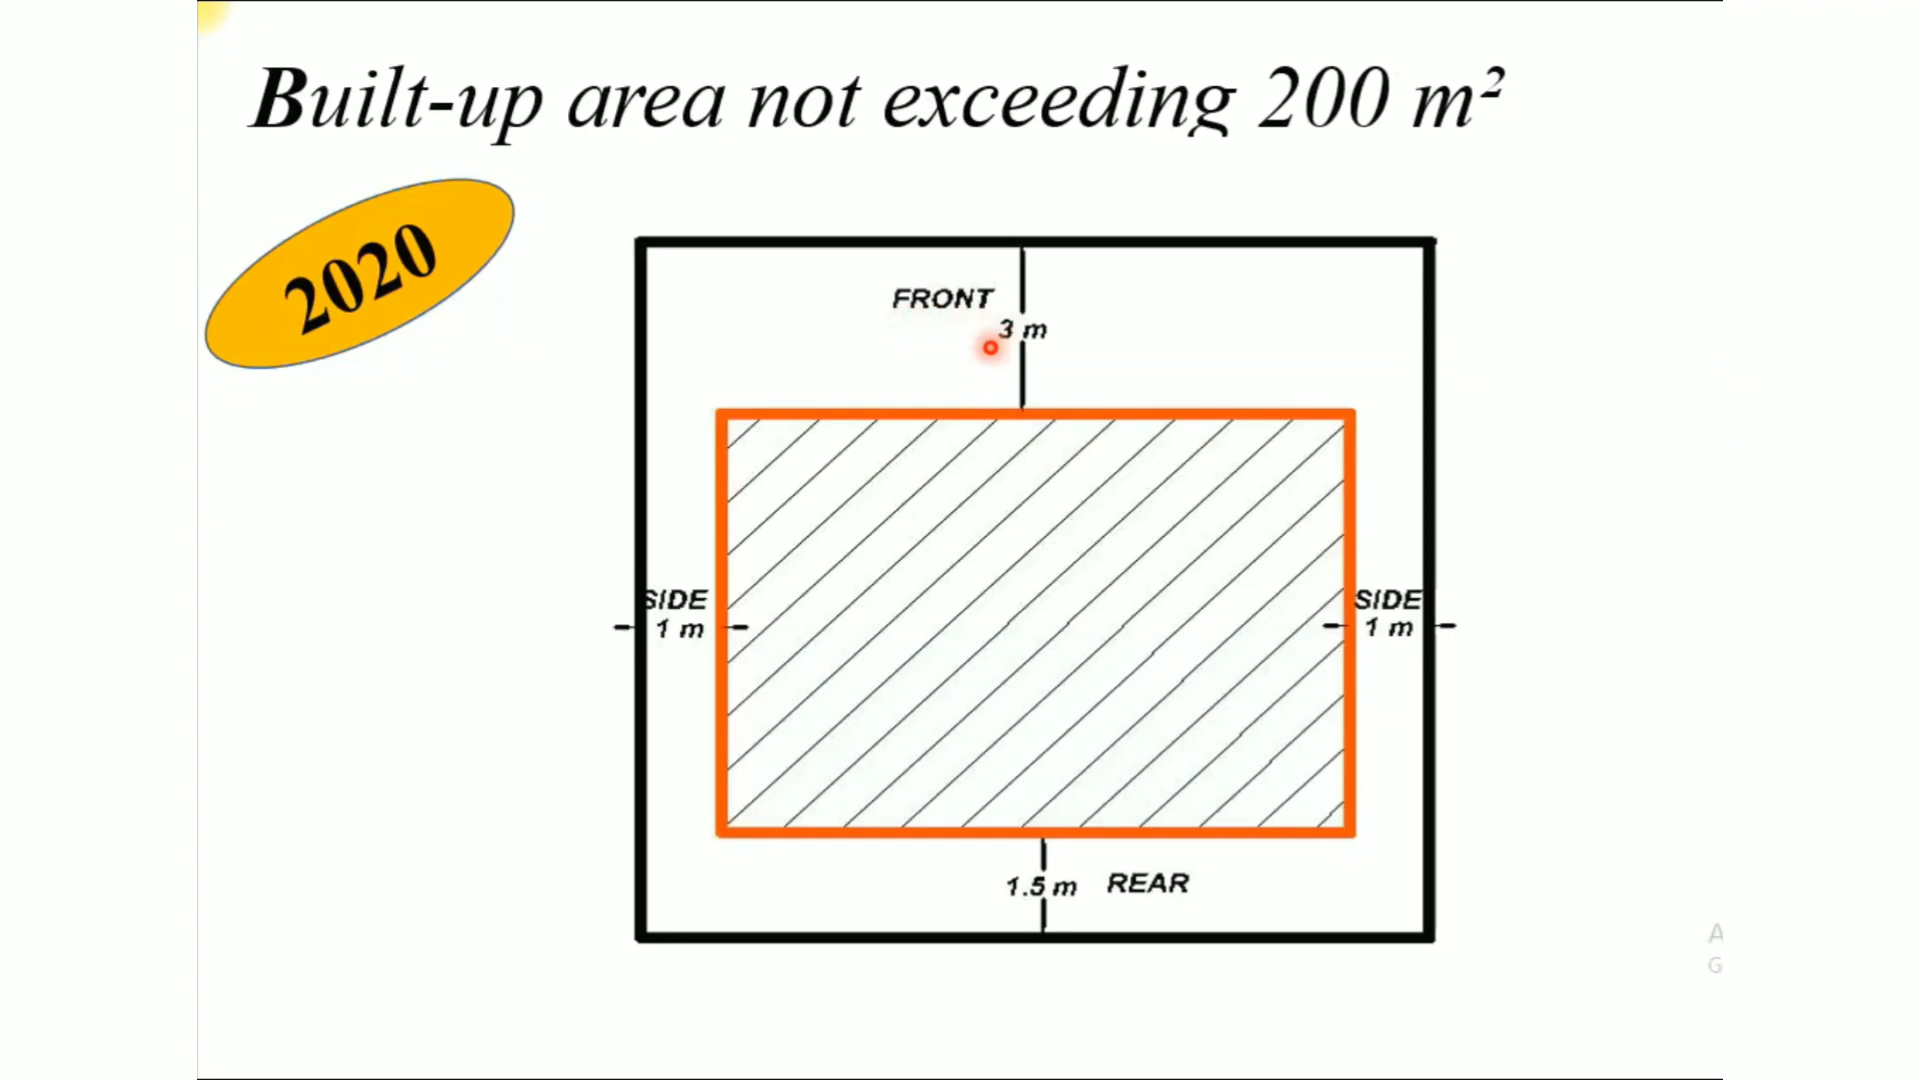 Built-up area not exceeding 200 m²
2020
FRONT
3 m
SIDE
1 m
SIDE
1 m
1.5 m REAR
A
G